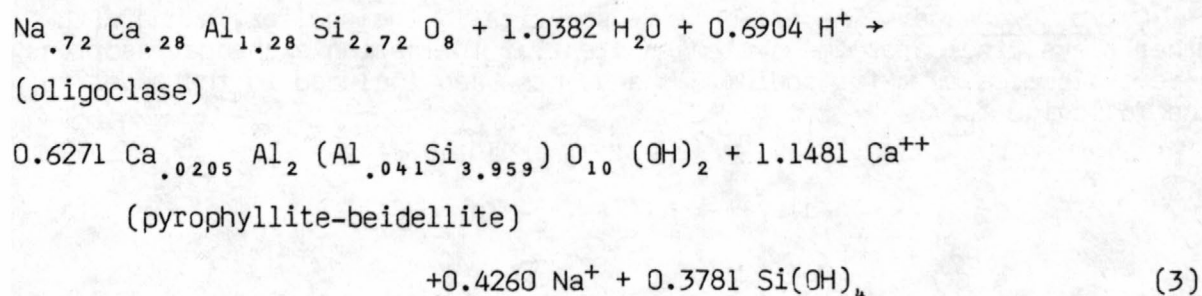 Na.72 Ca.28 Al1.28 Si2.72 O8 + 1.0382 H2O + 0.6904 H+ →
(oligoclase)
0.6271 Ca.0205 Al2 (Al.041Si3.959) O10 (OH)2 + 1.1481 Ca++
(pyrophyllite-beidellite)
+0.4260 Na+ + 0.3781 Si(OH)4 (3)